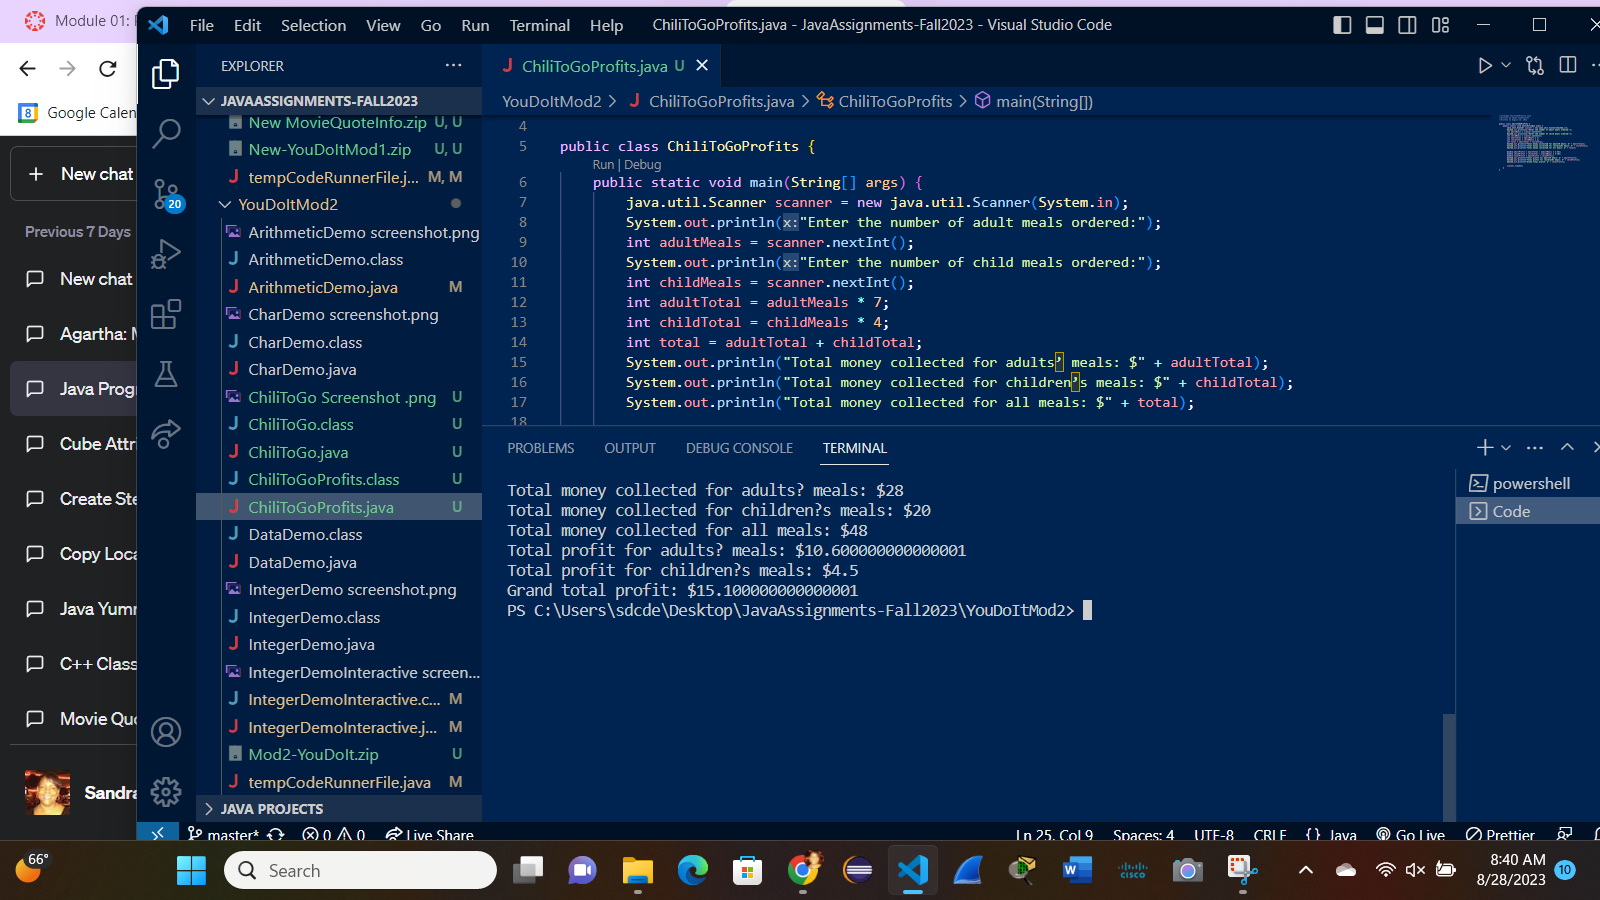 Module 01: F
Google Calen
New chat
Previous 7 Days
New chat
Agartha: M
Java Progr
Cube Attri
Create Ste
Copy Loca
Java Yumm
C++ Class
Movie Quo
Sandra
File Edit Selection View Go Run Terminal Help
ChiliToGoProfits.java - JavaAssignments-Fall2023 - Visual Studio Code
EXPLORER
JAVAASSIGNMENTS-FALL2023
New MovieQuoteInfo.zip U, U
New-YouDoItMod1.zip U, U
tempCodeRunnerFile.j... M, M
YouDoItMod2
ArithmeticDemo screenshot.png
ArithmeticDemo.class
ArithmeticDemo.java M
CharDemo screenshot.png
CharDemo.class
CharDemo.java
ChiliToGo Screenshot .png U
ChiliToGo.class U
ChiliToGo.java U
ChiliToGoProfits.class U
ChiliToGoProfits.java U
DataDemo.class
DataDemo.java
IntegerDemo screenshot.png
IntegerDemo.class
IntegerDemo.java
IntegerDemoInteractive screen...
IntegerDemoInteractive.c... M
IntegerDemoInteractive.j... M
Mod2-YouDoIt.zip U
tempCodeRunnerFile.java M
JAVA PROJECTS
20
ChiliToGoProfits.java U
YouDoItMod2 > ChiliToGoProfits.java > ChiliToGoProfits > main(String[])
4
5 public class ChiliToGoProfits {
Run | Debug
6 public static void main(String[] args) {
7 java.util.Scanner scanner = new java.util.Scanner(System.in);
8 System.out.println(x:"Enter the number of adult meals ordered:");
9 int adultMeals = scanner.nextInt();
10 System.out.println(x:"Enter the number of child meals ordered:");
11 int childMeals = scanner.nextInt();
12 int adultTotal = adultMeals * 7;
13 int childTotal = childMeals * 4;
14 int total = adultTotal + childTotal;
15 System.out.println("Total money collected for adults’ meals: $" + adultTotal);
16 System.out.println("Total money collected for children’s meals: $" + childTotal);
17 System.out.println("Total money collected for all meals: $" + total);
18
PROBLEMS OUTPUT DEBUG CONSOLE TERMINAL
Total money collected for adults? meals: $28
Total money collected for children?s meals: $20
Total money collected for all meals: $48
Total profit for adults? meals: $10.600000000000001
Total profit for children?s meals: $4.5
Grand total profit: $15.100000000000001
PS C:\Users\sdcde\Desktop\JavaAssignments-Fall2023\YouDoItMod2>
powershell
Code
master* 0 0 Live Share
Ln 25, Col 9 Spaces: 4 UTF-8 CRLF {} Java Go Live Prettier
66°
Search
cisco
8:40 AM
8/28/2023
10